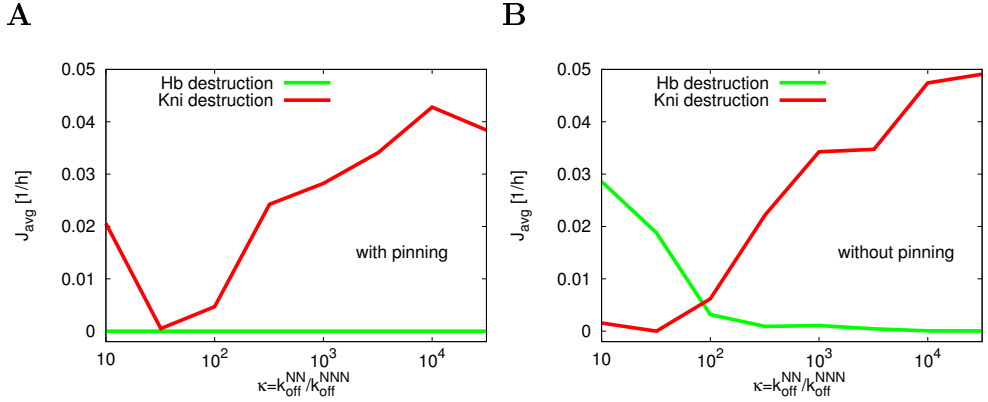 A
0.05
0.04
0.03
0.02
0.01
0
J_avg [1/h]
Hb destruction
Kni destruction
with pinning
10 10^2 10^3 10^4
κ=k_off^NN/k_off^NNN
B
0.05
0.04
0.03
0.02
0.01
0
J_avg [1/h]
Hb destruction
Kni destruction
without pinning
10 10^2 10^3 10^4
κ=k_off^NN/k_off^NNN